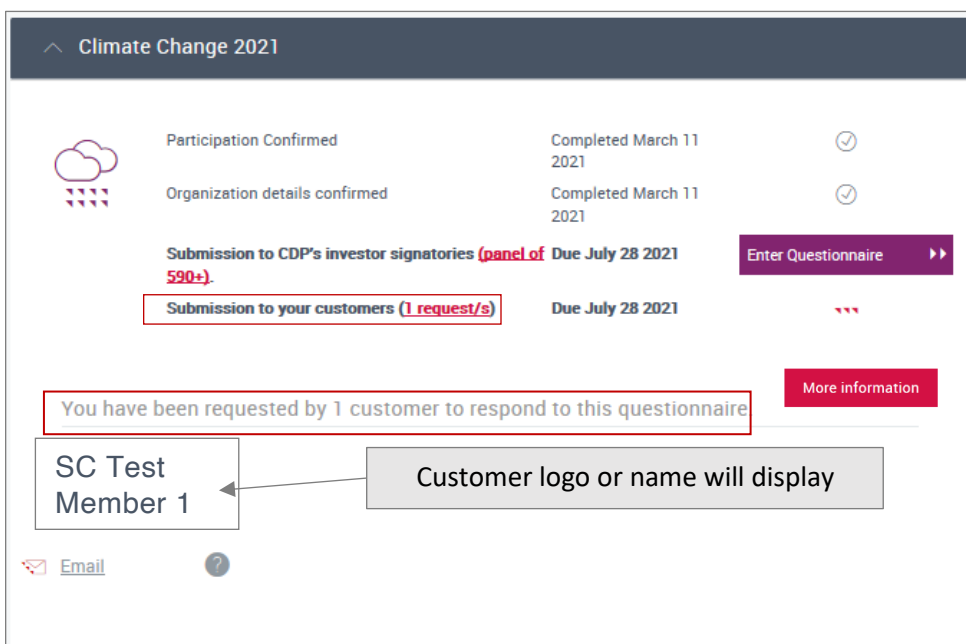 Climate Change 2021
Participation Confirmed
Completed March 11
2021
Organization details confirmed
Completed March 11
2021
Submission to CDP's investor signatories (panel of
590+).
Due July 28 2021
Enter Questionnaire
Submission to your customers (1 request/s)
Due July 28 2021
More information
You have been requested by 1 customer to respond to this questionnaire
SC Test
Member 1
Customer logo or name will display
Email
?